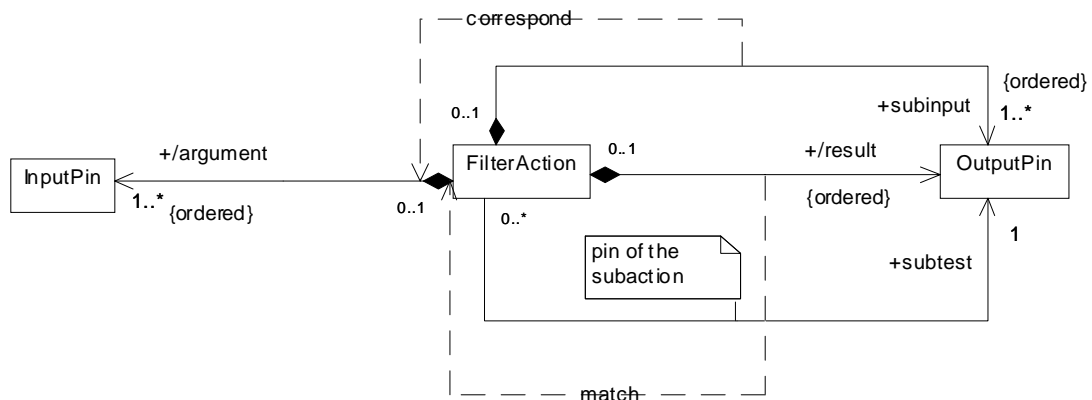 correspond
{ordered}
+subinput
1..*
0..1
+/argument
FilterAction
0..1
+/result
OutputPin
InputPin
1..*
{ordered}
0..1
0..*
{ordered}
1
pin of the
subaction
+subtest
match